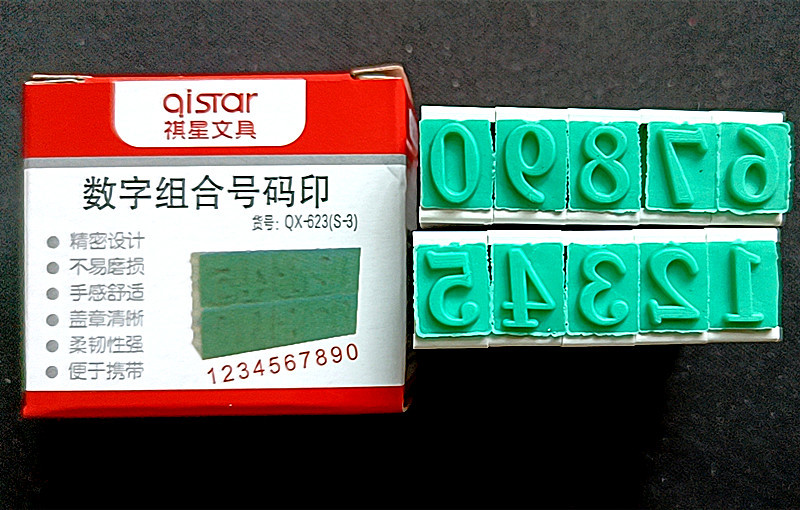 qistar
祺星文具
数字组合号码印
货号: QX-623(S-3)
精密设计
不易磨损
手感舒适
盖章清晰
柔韧性强
便于携带
1234567890
09876
54321